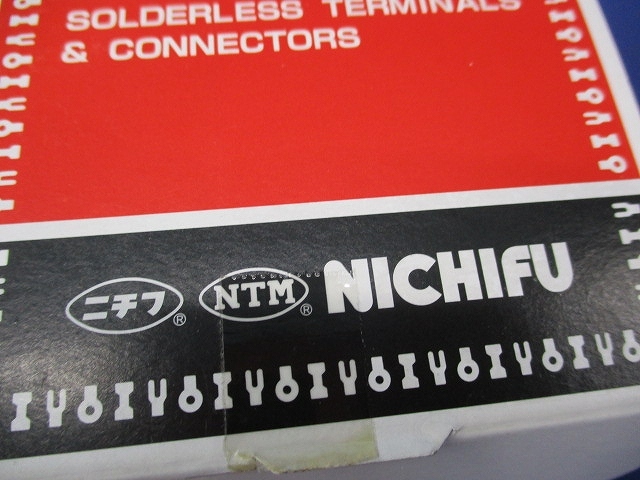 SOLDERLESS TERMINALS
& CONNECTORS
ニチフ® NTM® NICHIFU